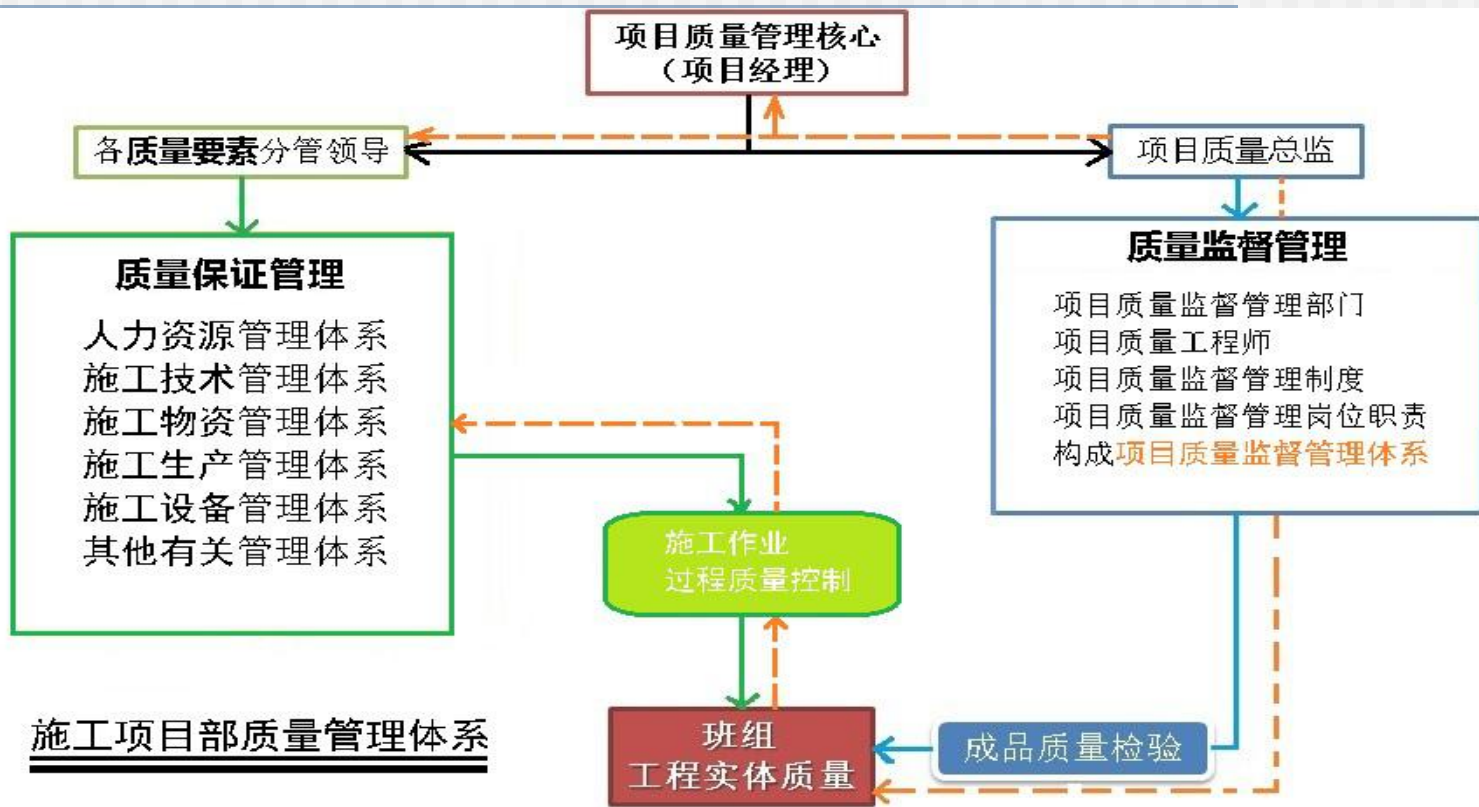 项目质量管理核心
（项目经理）
各质量要素分管领导
项目质量总监
质量保证管理
人力资源管理体系
施工技术管理体系
施工物资管理体系
施工生产管理体系
施工设备管理体系
其他有关管理体系
质量监督管理
项目质量监督管理部门
项目质量工程师
项目质量监督管理制度
项目质量监督管理岗位职责
构成项目质量监督管理体系
施工作业
过程质量控制
班组
工程实体质量
成品质量检验
施工项目部质量管理体系